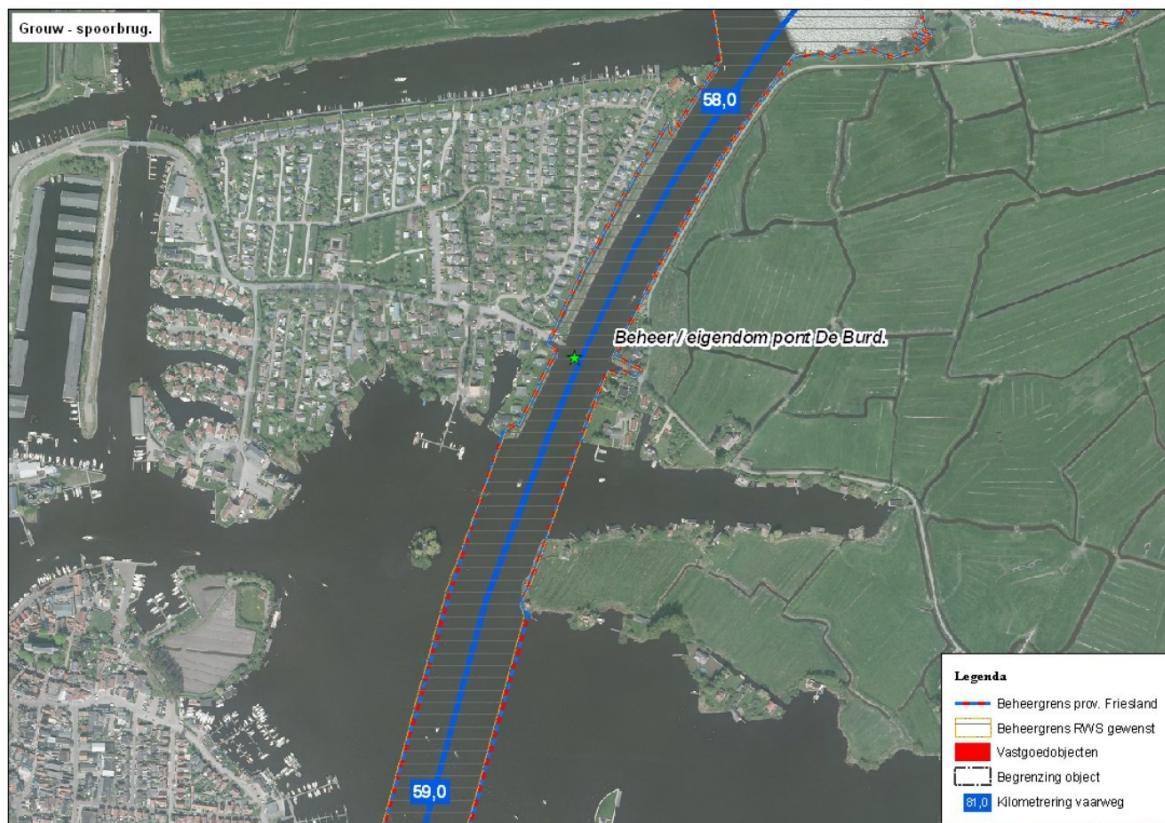 Grouw - spoorbrug.
58,0
Beheer / eigendom pont De Burd.
59,0
Legenda
Beheergrens prov. Friesland
Beheergrens RWS gewenst
Vastgoedobjecten
Begrenzing object
81,0 Kilometrering vaarweg